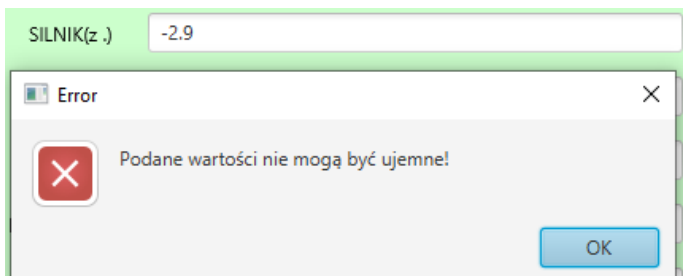 SILNIK(z .)
-2.9
Error
Podane wartości nie mogą być ujemne!
OK